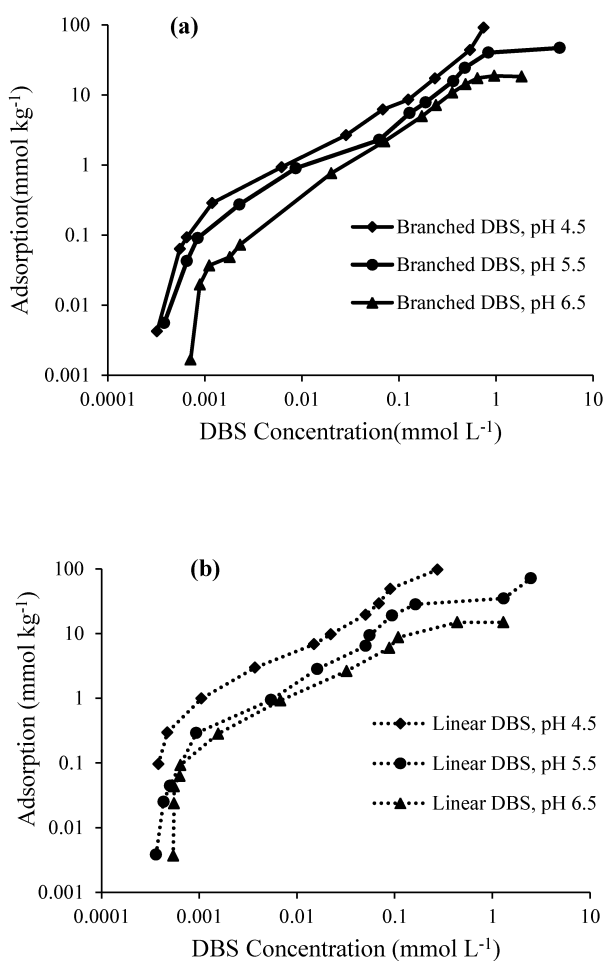 (a)
100
10
1
0.1
0.01
0.001
Adsorption(mmol kg-1)
0.0001 0.001 0.01 0.1 1 10
DBS Concentration(mmol L-1)
Branched DBS, pH 4.5
Branched DBS, pH 5.5
Branched DBS, pH 6.5
(b)
100
10
1
0.1
0.01
0.001
Adsorption (mmol kg-1)
0.0001 0.001 0.01 0.1 1 10
DBS Concentration (mmol L-1)
Linear DBS, pH 4.5
Linear DBS, pH 5.5
Linear DBS, pH 6.5